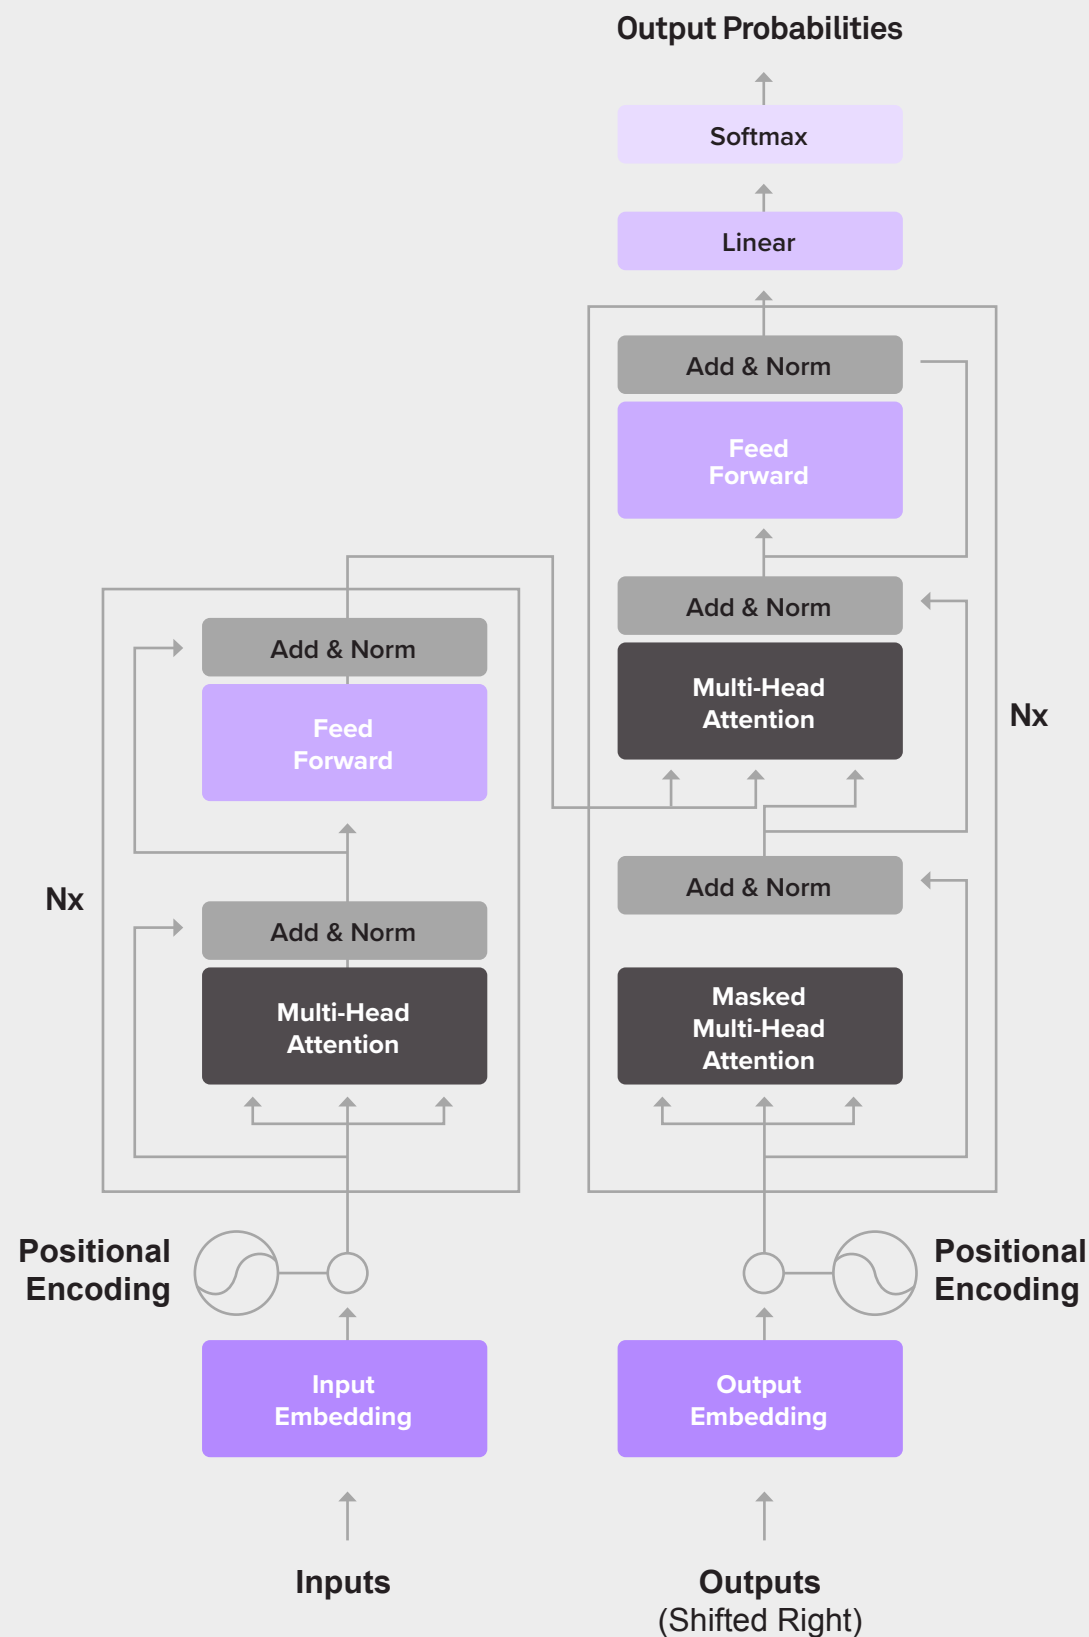 Output Probabilities
Softmax
Linear
Add & Norm
Feed
Forward
Add & Norm
Multi-Head
Attention
Nx
Add & Norm
Masked
Multi-Head
Attention
Add & Norm
Feed
Forward
Nx
Add & Norm
Multi-Head
Attention
Positional
Encoding
Positional
Encoding
Input
Embedding
Output
Embedding
Inputs
Outputs
(Shifted Right)